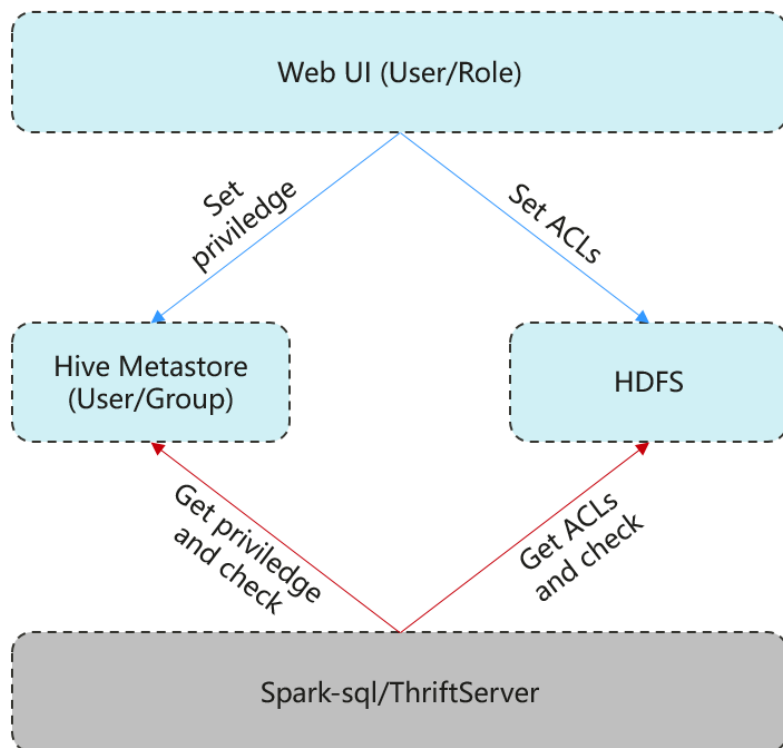 Web UI (User/Role)
Set
priviledge
Set ACLs
Hive Metastore
(User/Group)
HDFS
Get priviledge
and check
Get ACLs
and check
Spark-sql/ThriftServer